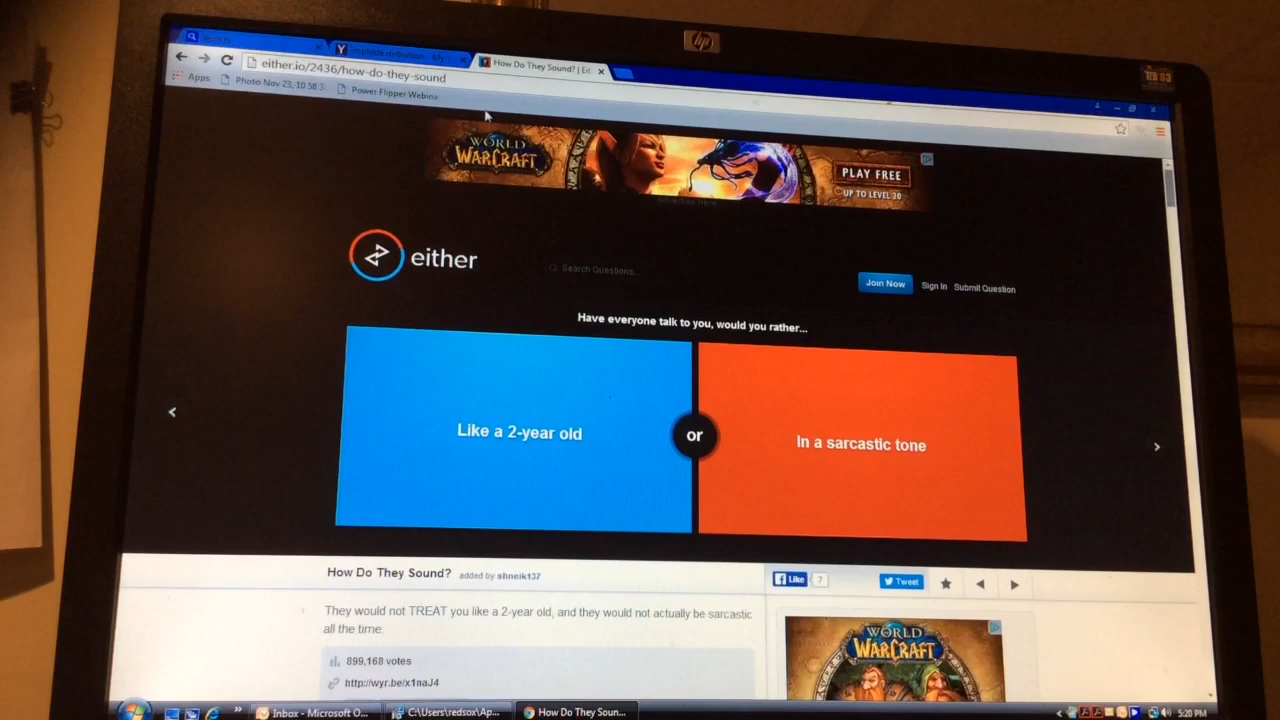 hp
How Do They Sound? | Eit
either.io/2436/how-do-they-sound
Apps
Photo Nov 23, 10 58 3
Power Flipper Webina
WORLD
WARCRAFT
PLAY FREE
UP TO LEVEL 20
either
Search Questions...
Join Now
Sign In
Submit Question
Have everyone talk to you, would you rather...
Like a 2-year old
or
In a sarcastic tone
How Do They Sound?
added by shneik137
Like
7
Tweet
They would not TREAT you like a 2-year old, and they would not actually be sarcastic
all the time.
899,168 votes
http://wyr.be/x1naJ4
WORLD
WARCRAFT
Inbox - Microsoft O...
C:\Users\redsox\Ap...
How Do They Soun...
5:20 PM